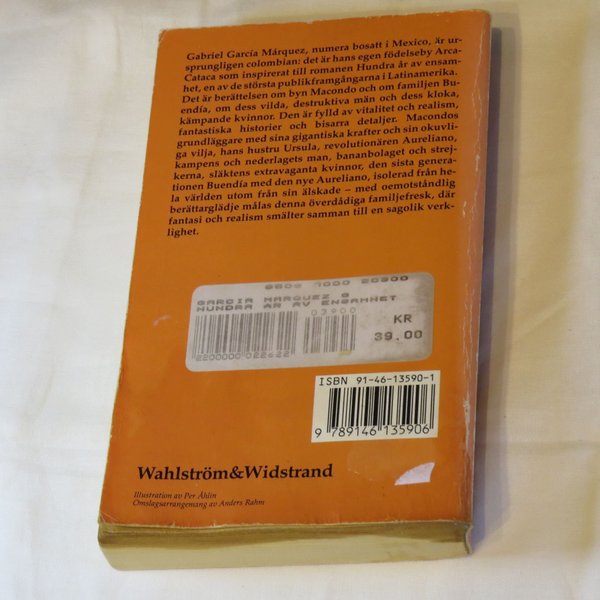 Gabriel García Márquez, numera bosatt i Mexico, är ur-
sprungligen colombian: det är hans egen födelseby Arca-
Cataca som inspirerat till romanen Hundra år av ensam-
het, en av de största publikframgångarna i Latinamerika.
Det är berättelsen om byn Macondo och om familjen Bu-
endía, om dess vilda, destruktiva män och dess kloka,
kämpande kvinnor. Den är fylld av vitalitet och realism,
fantastiska historier och bisarra detaljer. Macondos
grundläggare med sina gigantiska krafter och sin okuvli-
ga vilja, hans hustru Ursula, revolutionären Aureliano,
kampens och nederlagets man, bananbolaget och strej-
kerna, släktens extravaganta kvinnor, den sista genera-
tionen Buendía med den nye Aureliano, isolerad från he-
la världen utom från sin älskade – med oemotståndlig
berättarglädje målas denna överdådiga familjefresk, där
fantasi och realism smälter samman till en sagolik verk-
lighet.
GARCIA MARQUEZ G
HUNDRA AR AV ENSAMHET
03900
KR
39.00
2200000 022622
ISBN 91-46-13590-1
9 789146 135906
Wahlström&Widstrand
Illustration av Per Åhlin
Omslagsarrangemang av Anders Rahm